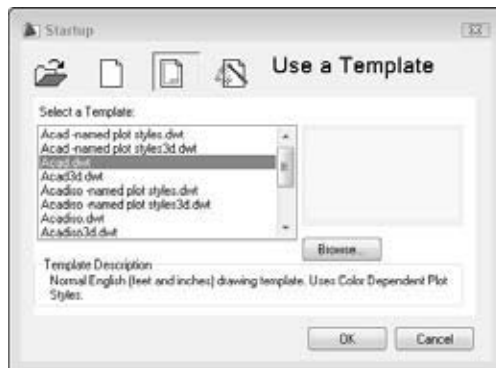 Startup
Use a Template
Select a Template:
Acad -named plot styles.dwt
Acad -named plot styles3d.dwt
Acad.dwt
Acad3d.dwt
Acadiso -named plot styles.dwt
Acadiso -named plot styles3d.dwt
Acadiso.dwt
Acadiso3d.dwt
Browse...
Template Description
Normal English (feet and inches) drawing template. Uses Color Dependent Plot
Styles.
OK
Cancel